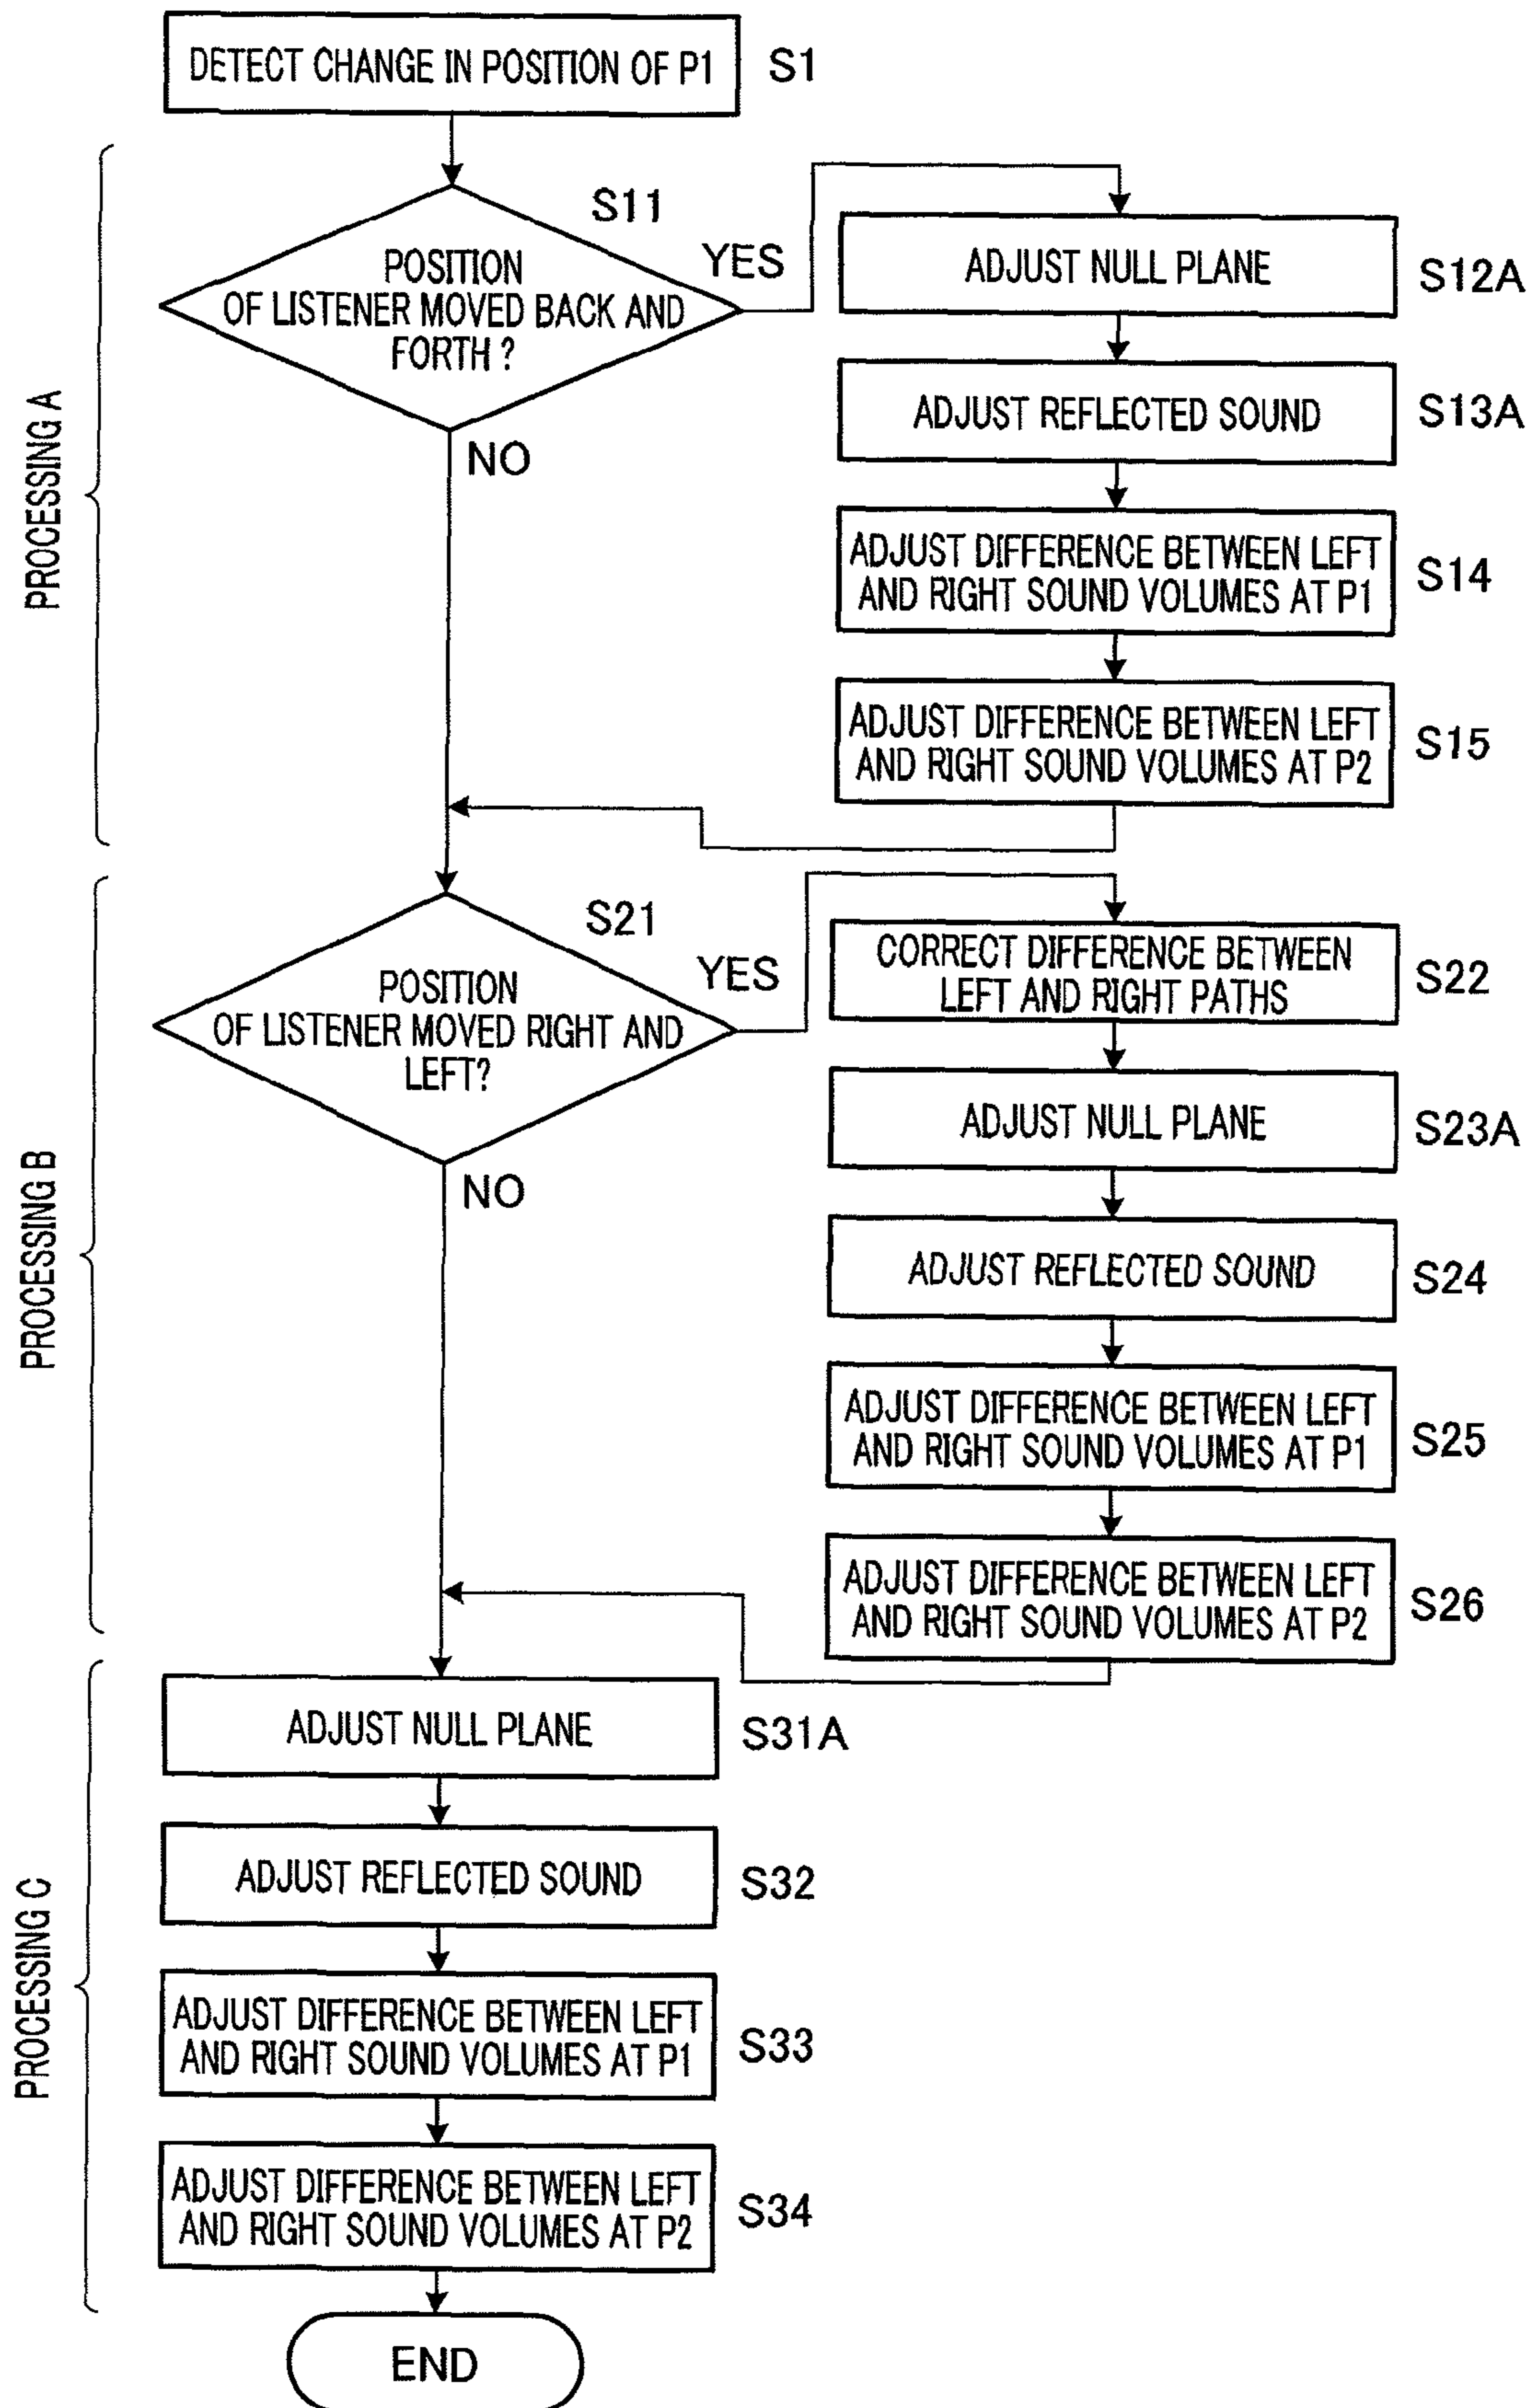 DETECT CHANGE IN POSITION OF P1
S1
PROCESSING A
S11
POSITION
OF LISTENER MOVED BACK AND
FORTH ?
YES
NO
ADJUST NULL PLANE
S12A
ADJUST REFLECTED SOUND
S13A
ADJUST DIFFERENCE BETWEEN LEFT
AND RIGHT SOUND VOLUMES AT P1
S14
ADJUST DIFFERENCE BETWEEN LEFT
AND RIGHT SOUND VOLUMES AT P2
S15
PROCESSING B
S21
POSITION
OF LISTENER MOVED RIGHT AND
LEFT?
YES
NO
CORRECT DIFFERENCE BETWEEN
LEFT AND RIGHT PATHS
S22
ADJUST NULL PLANE
S23A
ADJUST REFLECTED SOUND
S24
ADJUST DIFFERENCE BETWEEN LEFT
AND RIGHT SOUND VOLUMES AT P1
S25
ADJUST DIFFERENCE BETWEEN LEFT
AND RIGHT SOUND VOLUMES AT P2
S26
PROCESSING C
ADJUST NULL PLANE
S31A
ADJUST REFLECTED SOUND
S32
ADJUST DIFFERENCE BETWEEN LEFT
AND RIGHT SOUND VOLUMES AT P1
S33
ADJUST DIFFERENCE BETWEEN LEFT
AND RIGHT SOUND VOLUMES AT P2
S34
END